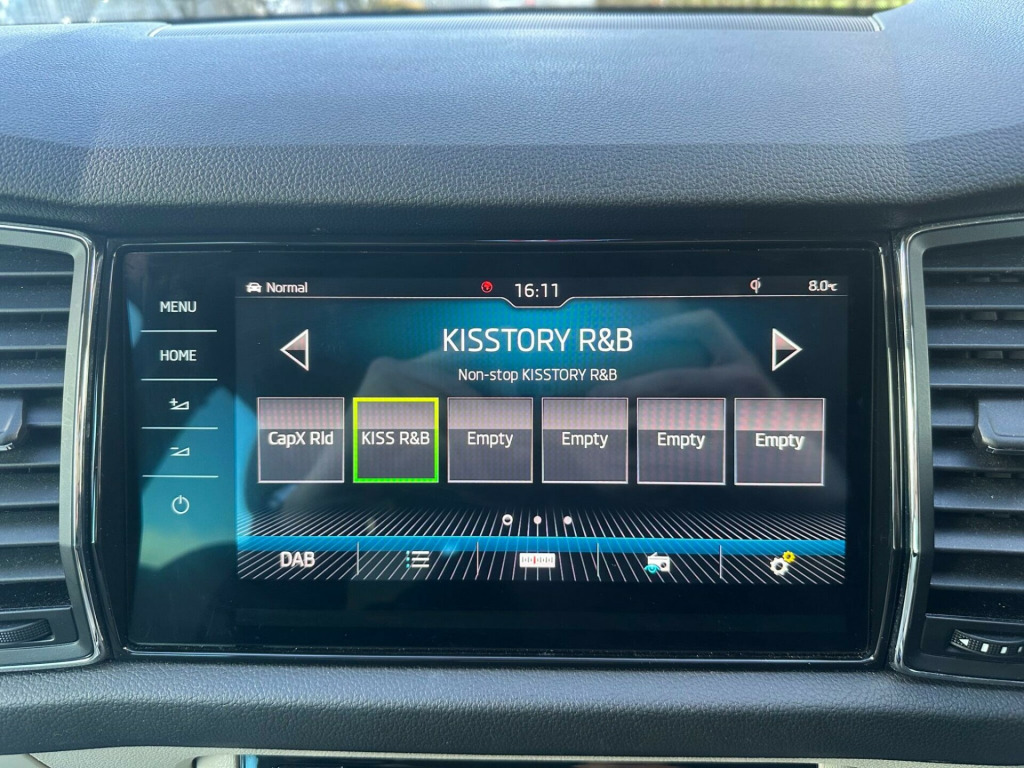 Normal
16:11
8.0°C
MENU
HOME
KISSTORY R&B
Non-stop KISSTORY R&B
CapX Rld
KISS R&B
Empty
Empty
Empty
Empty
DAB